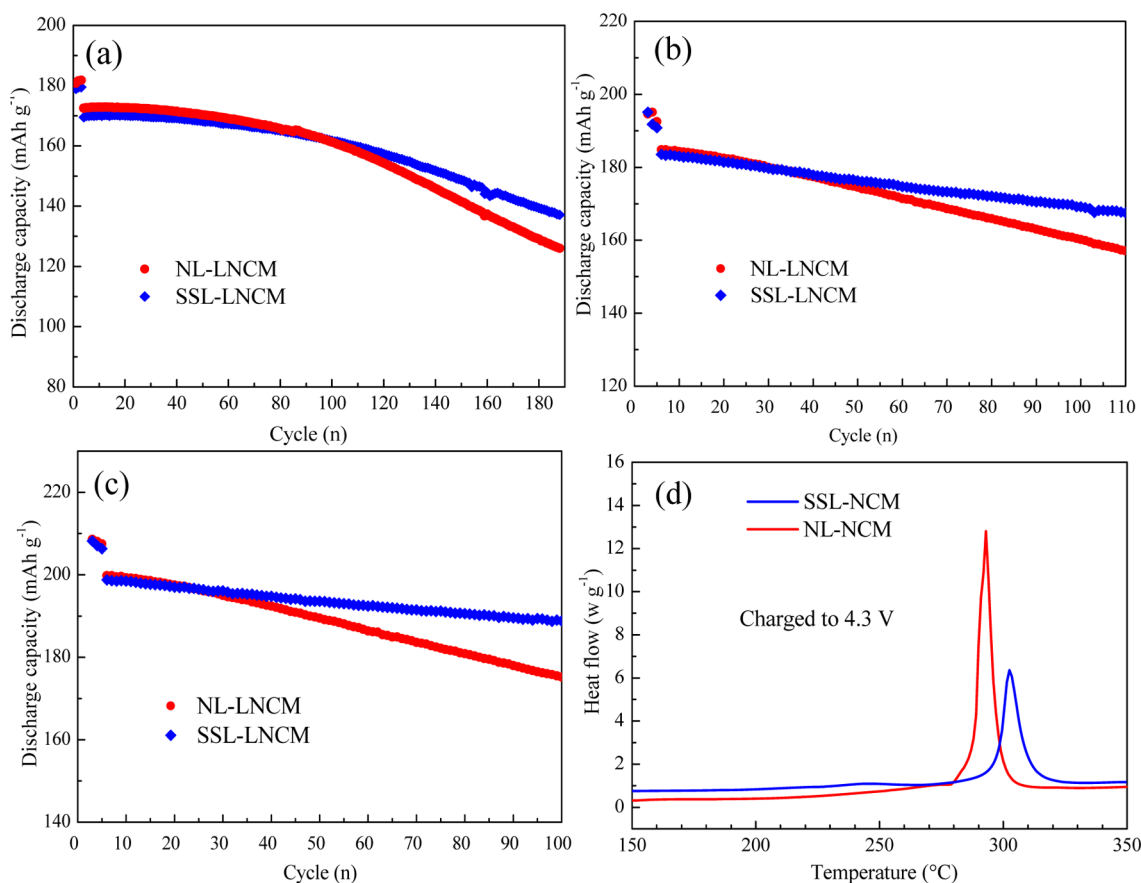 (a)
Discharge capacity (mAh g⁻¹)
200
180
160
140
120
100
80
NL-LNCM
SSL-LNCM
0 20 40 60 80 100 120 140 160 180
Cycle (n)
(b)
Discharge capacity (mAh g⁻¹)
220
200
180
160
140
120
NL-LNCM
SSL-LNCM
0 10 20 30 40 50 60 70 80 90 100 110
Cycle (n)
(c)
Discharge capacity (mAh g⁻¹)
220
200
180
160
140
NL-LNCM
SSL-LNCM
0 10 20 30 40 50 60 70 80 90 100
Cycle (n)
(d)
Heat flow (w g⁻¹)
16
14
12
10
8
6
4
2
0
SSL-NCM
NL-NCM
Charged to 4.3 V
150 200 250 300 350
Temperature (°C)